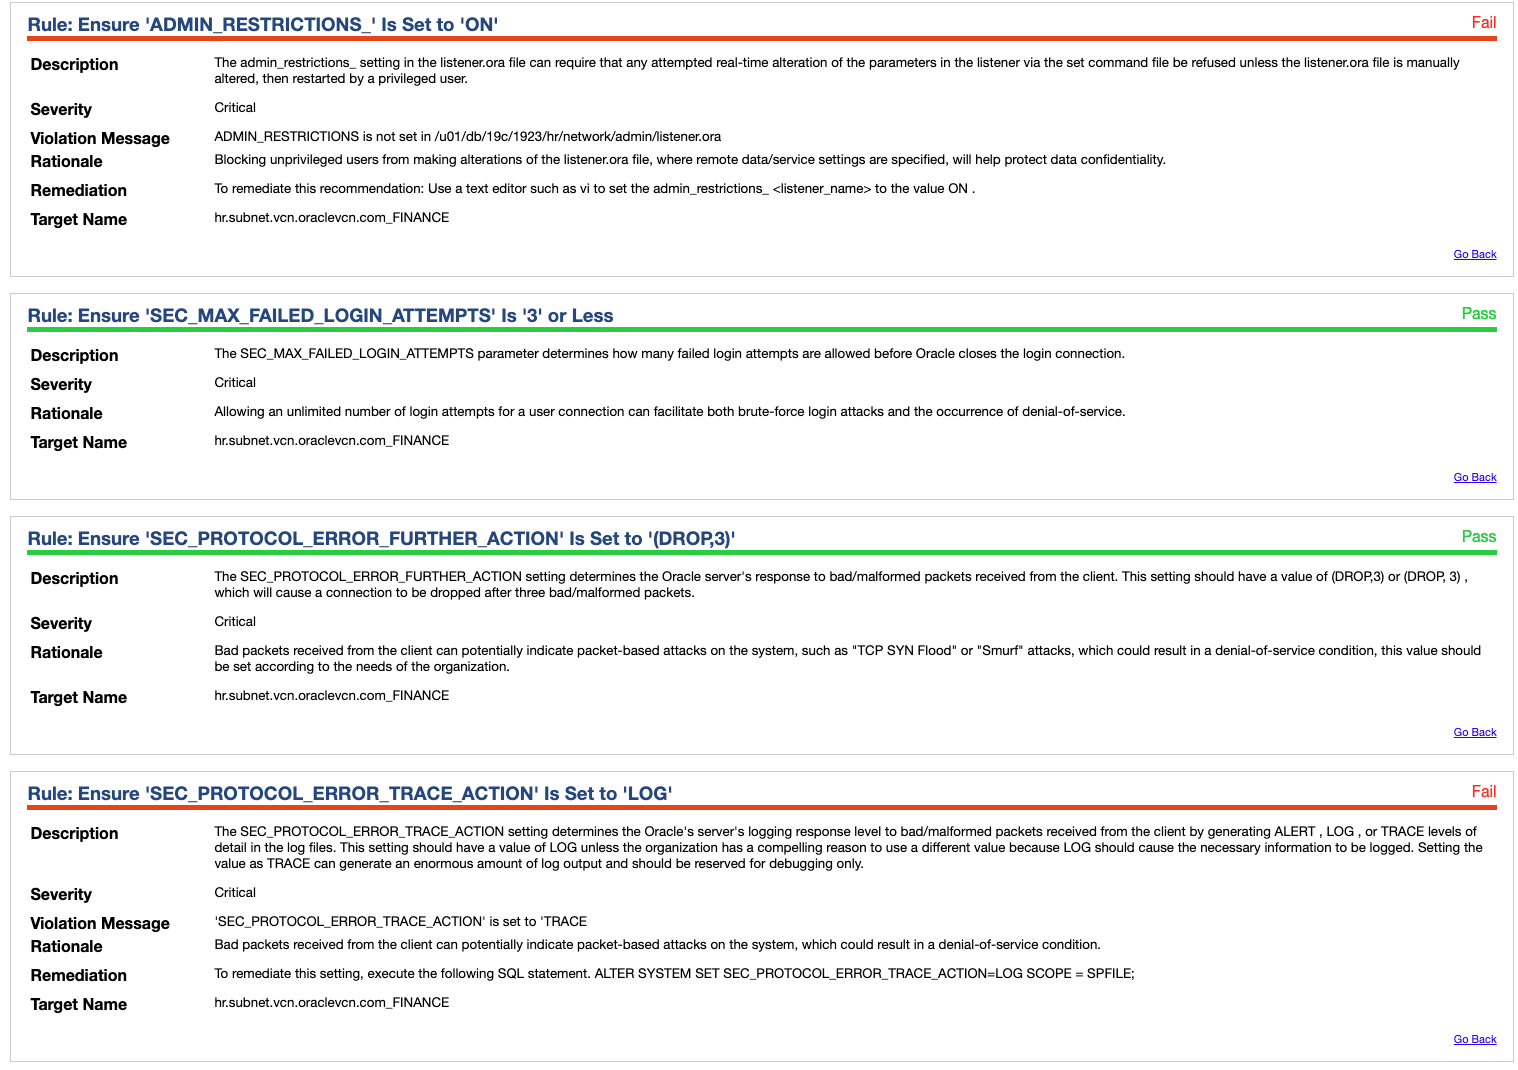 Rule: Ensure 'ADMIN_RESTRICTIONS_' Is Set to 'ON'
Fail
Description
The admin_restrictions_ setting in the listener.ora file can require that any attempted real-time alteration of the parameters in the listener via the set command file be refused unless the listener.ora file is manually
altered, then restarted by a privileged user.
Severity
Critical
Violation Message
ADMIN_RESTRICTIONS is not set in /u01/db/19c/1923/hr/network/admin/listener.ora
Rationale
Blocking unprivileged users from making alterations of the listener.ora file, where remote data/service settings are specified, will help protect data confidentiality.
Remediation
To remediate this recommendation: Use a text editor such as vi to set the admin_restrictions_ <listener_name> to the value ON .
Target Name
hr.subnet.vcn.oraclevcn.com_FINANCE
Go Back
Rule: Ensure 'SEC_MAX_FAILED_LOGIN_ATTEMPTS' Is '3' or Less
Pass
Description
The SEC_MAX_FAILED_LOGIN_ATTEMPTS parameter determines how many failed login attempts are allowed before Oracle closes the login connection.
Severity
Critical
Rationale
Allowing an unlimited number of login attempts for a user connection can facilitate both brute-force login attacks and the occurrence of denial-of-service.
Target Name
hr.subnet.vcn.oraclevcn.com_FINANCE
Go Back
Rule: Ensure 'SEC_PROTOCOL_ERROR_FURTHER_ACTION' Is Set to '(DROP,3)'
Pass
Description
The SEC_PROTOCOL_ERROR_FURTHER_ACTION setting determines the Oracle server's response to bad/malformed packets received from the client. This setting should have a value of (DROP,3) or (DROP, 3) ,
which will cause a connection to be dropped after three bad/malformed packets.
Severity
Critical
Rationale
Bad packets received from the client can potentially indicate packet-based attacks on the system, such as "TCP SYN Flood" or "Smurf" attacks, which could result in a denial-of-service condition, this value should
be set according to the needs of the organization.
Target Name
hr.subnet.vcn.oraclevcn.com_FINANCE
Go Back
Rule: Ensure 'SEC_PROTOCOL_ERROR_TRACE_ACTION' Is Set to 'LOG'
Fail
Description
The SEC_PROTOCOL_ERROR_TRACE_ACTION setting determines the Oracle's server's logging response level to bad/malformed packets received from the client by generating ALERT , LOG , or TRACE levels of
detail in the log files. This setting should have a value of LOG unless the organization has a compelling reason to use a different value because LOG should cause the necessary information to be logged. Setting the
value as TRACE can generate an enormous amount of log output and should be reserved for debugging only.
Severity
Critical
Violation Message
'SEC_PROTOCOL_ERROR_TRACE_ACTION' is set to 'TRACE
Rationale
Bad packets received from the client can potentially indicate packet-based attacks on the system, which could result in a denial-of-service condition.
Remediation
To remediate this setting, execute the following SQL statement. ALTER SYSTEM SET SEC_PROTOCOL_ERROR_TRACE_ACTION=LOG SCOPE = SPFILE;
Target Name
hr.subnet.vcn.oraclevcn.com_FINANCE
Go Back